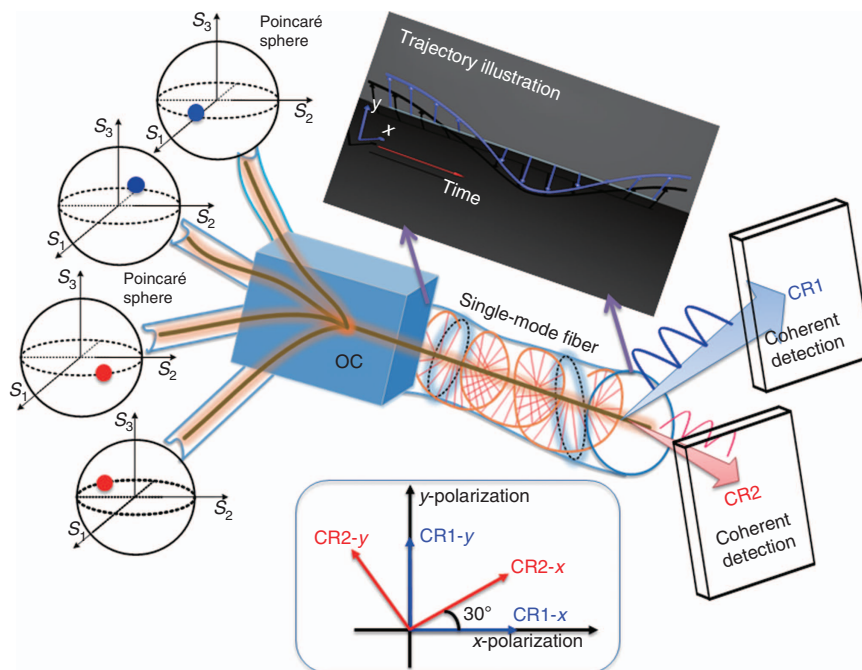 S3
Poincaré
sphere
S2
S1
S3
S2
S1
Poincaré
sphere
S3
S2
S1
S3
S2
S1
Trajectory illustration
y
x
Time
OC
Single-mode fiber
CR1
Coherent
detection
CR2
Coherent
detection
y-polarization
CR2-y
CR1-y
CR2-x
30°
CR1-x
x-polarization